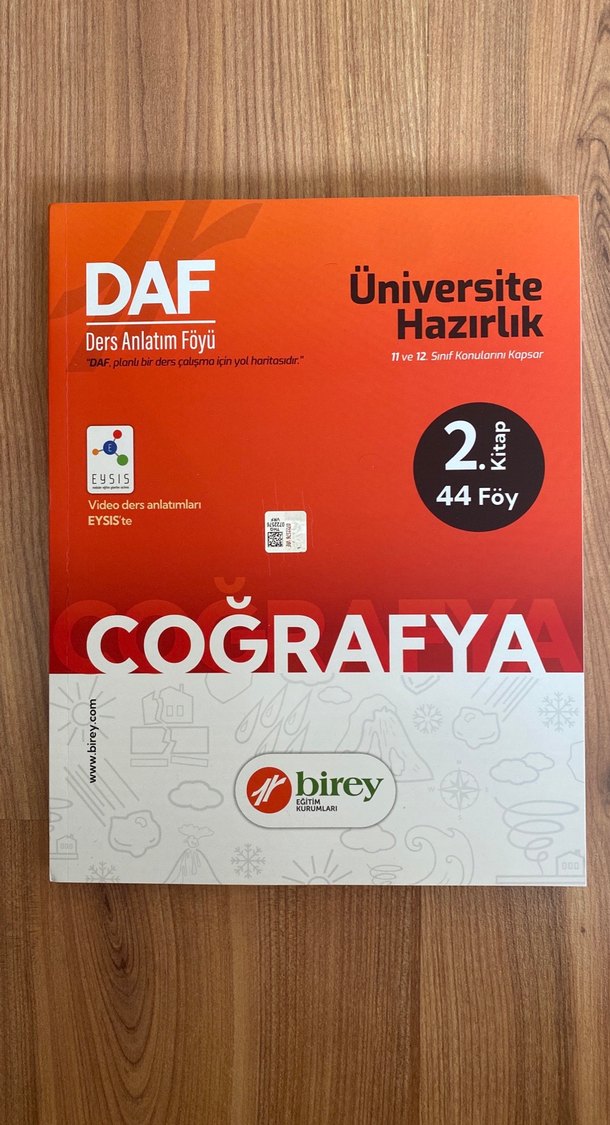 DAF
Ders Anlatım Föyü
"DAF, planlı bir ders çalışma için yol haritasıdır."
Üniversite
Hazırlık
11 ve 12. Sınıf Konularını Kapsar
2. Kitap
44 Föy
E
EYSIS
Video ders anlatımları
EYSIS'te
COĞRAFYA
COĞRAFYA
www.birey.com
birey
EĞİTİM
KURUMLARI